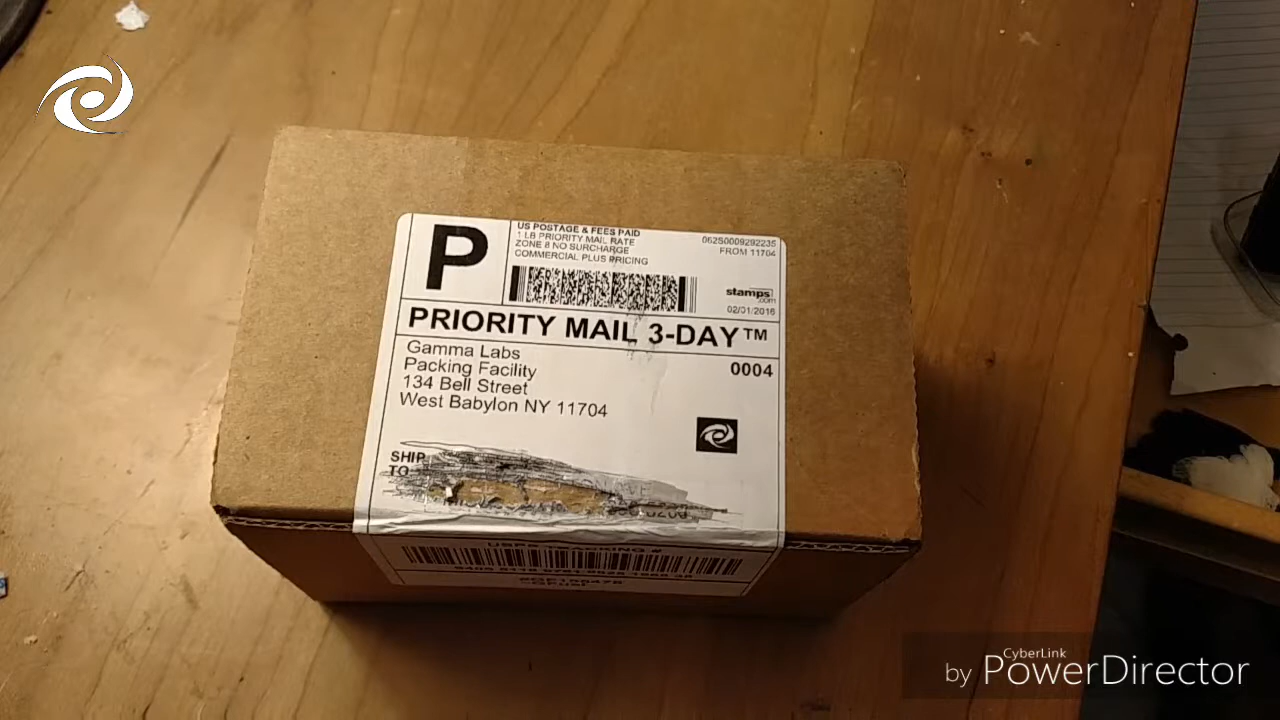 P
US POSTAGE & FEES PAID
1 LB PRIORITY MAIL RATE
ZONE 8 NO SURCHARGE
COMMERCIAL PLUS PRICING
062S0009292235
FROM 11704
stamps
.com
02/01/2016
PRIORITY MAIL 3-DAY™
Gamma Labs
Packing Facility
134 Bell Street
West Babylon NY 11704
0004
SHIP
TO
by CyberLink PowerDirector